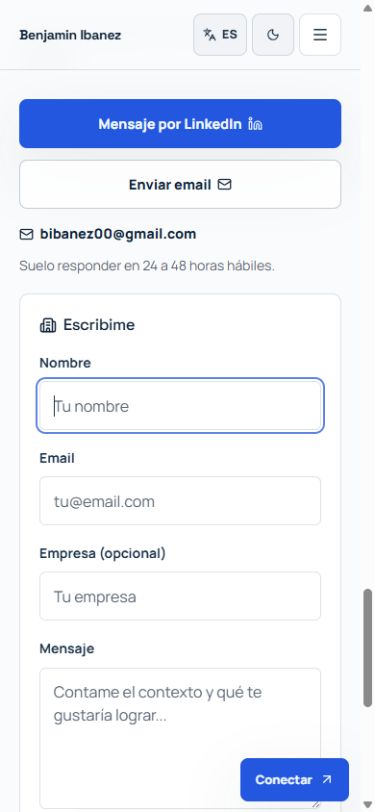 Benjamin Ibanez
ES
Mensaje por LinkedIn
Enviar email
bibanez00@gmail.com
Suelo responder en 24 a 48 horas hábiles.
Escribime
Nombre
Tu nombre
Email
tu@email.com
Empresa (opcional)
Tu empresa
Mensaje
Contame el contexto y qué te
gustaría lograr...
Conectar